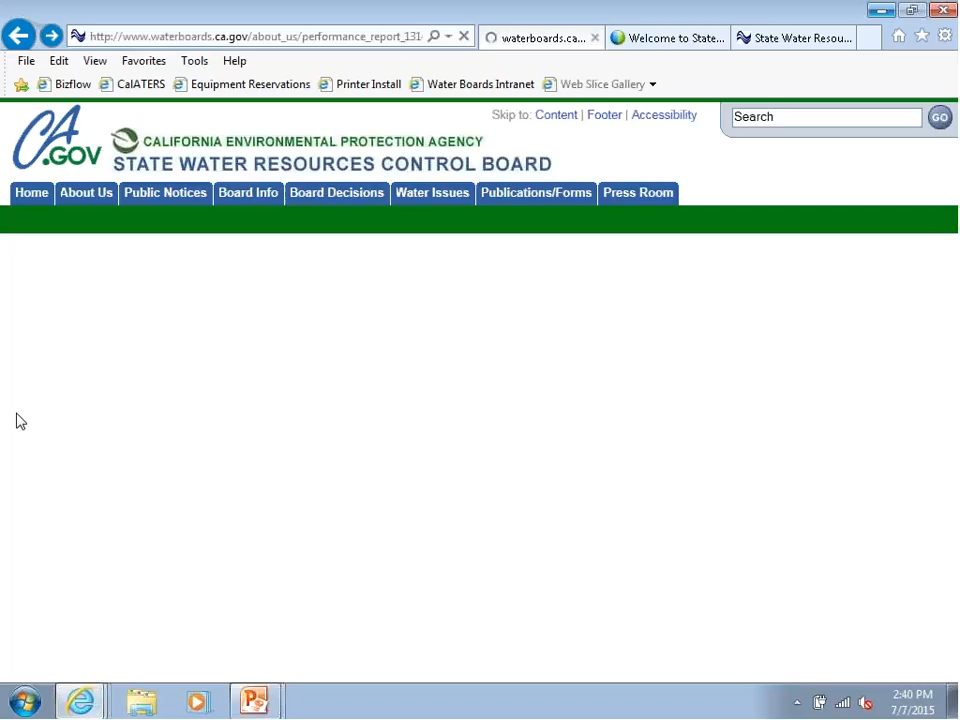 http://www.waterboards.ca.gov/about_us/performance_report_131
waterboards.ca...
Welcome to State...
State Water Resou...
File Edit View Favorites Tools Help
Bizflow CalATERS Equipment Reservations Printer Install Water Boards Intranet Web Slice Gallery
Skip to: Content | Footer | Accessibility
Search
GO
CA.GOV
CALIFORNIA ENVIRONMENTAL PROTECTION AGENCY
STATE WATER RESOURCES CONTROL BOARD
Home About Us Public Notices Board Info Board Decisions Water Issues Publications/Forms Press Room
2:40 PM
7/7/2015